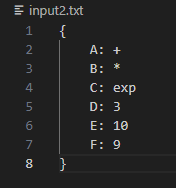 input2.txt
1 {
2 A: +
3 B: *
4 C: exp
5 D: 3
6 E: 10
7 F: 9
8 }